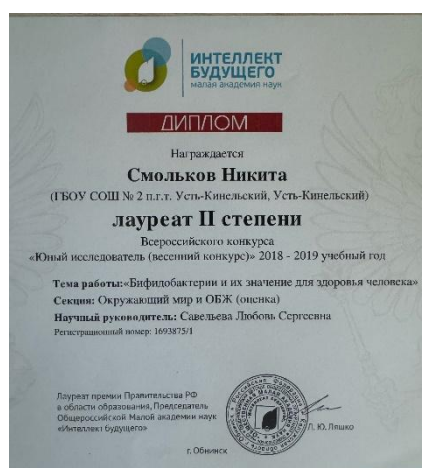 ИНТЕЛЛЕКТ
БУДУЩЕГО
малая академия наук
ДИПЛОМ
Награждается
Смольков Никита
(ГБОУ СОШ № 2 п.г.т. Усть-Кинельский, Усть-Кинельский)
лауреат II степени
Всероссийского конкурса
«Юный исследователь (весенний конкурс)» 2018 - 2019 учебный год
Тема работы:«Бифидобактерии и их значение для здоровья человека»
Секция: Окружающий мир и ОБЖ (оценка)
Научный руководитель: Савельева Любовь Сергеевна
Регистрационный номер: 1693875/1
Лауреат премии Правительства РФ
в области образования, Председатель
Общероссийской Малой академии наук
«Интеллект будущего»
Л. Ю. Ляшко
г. Обнинск